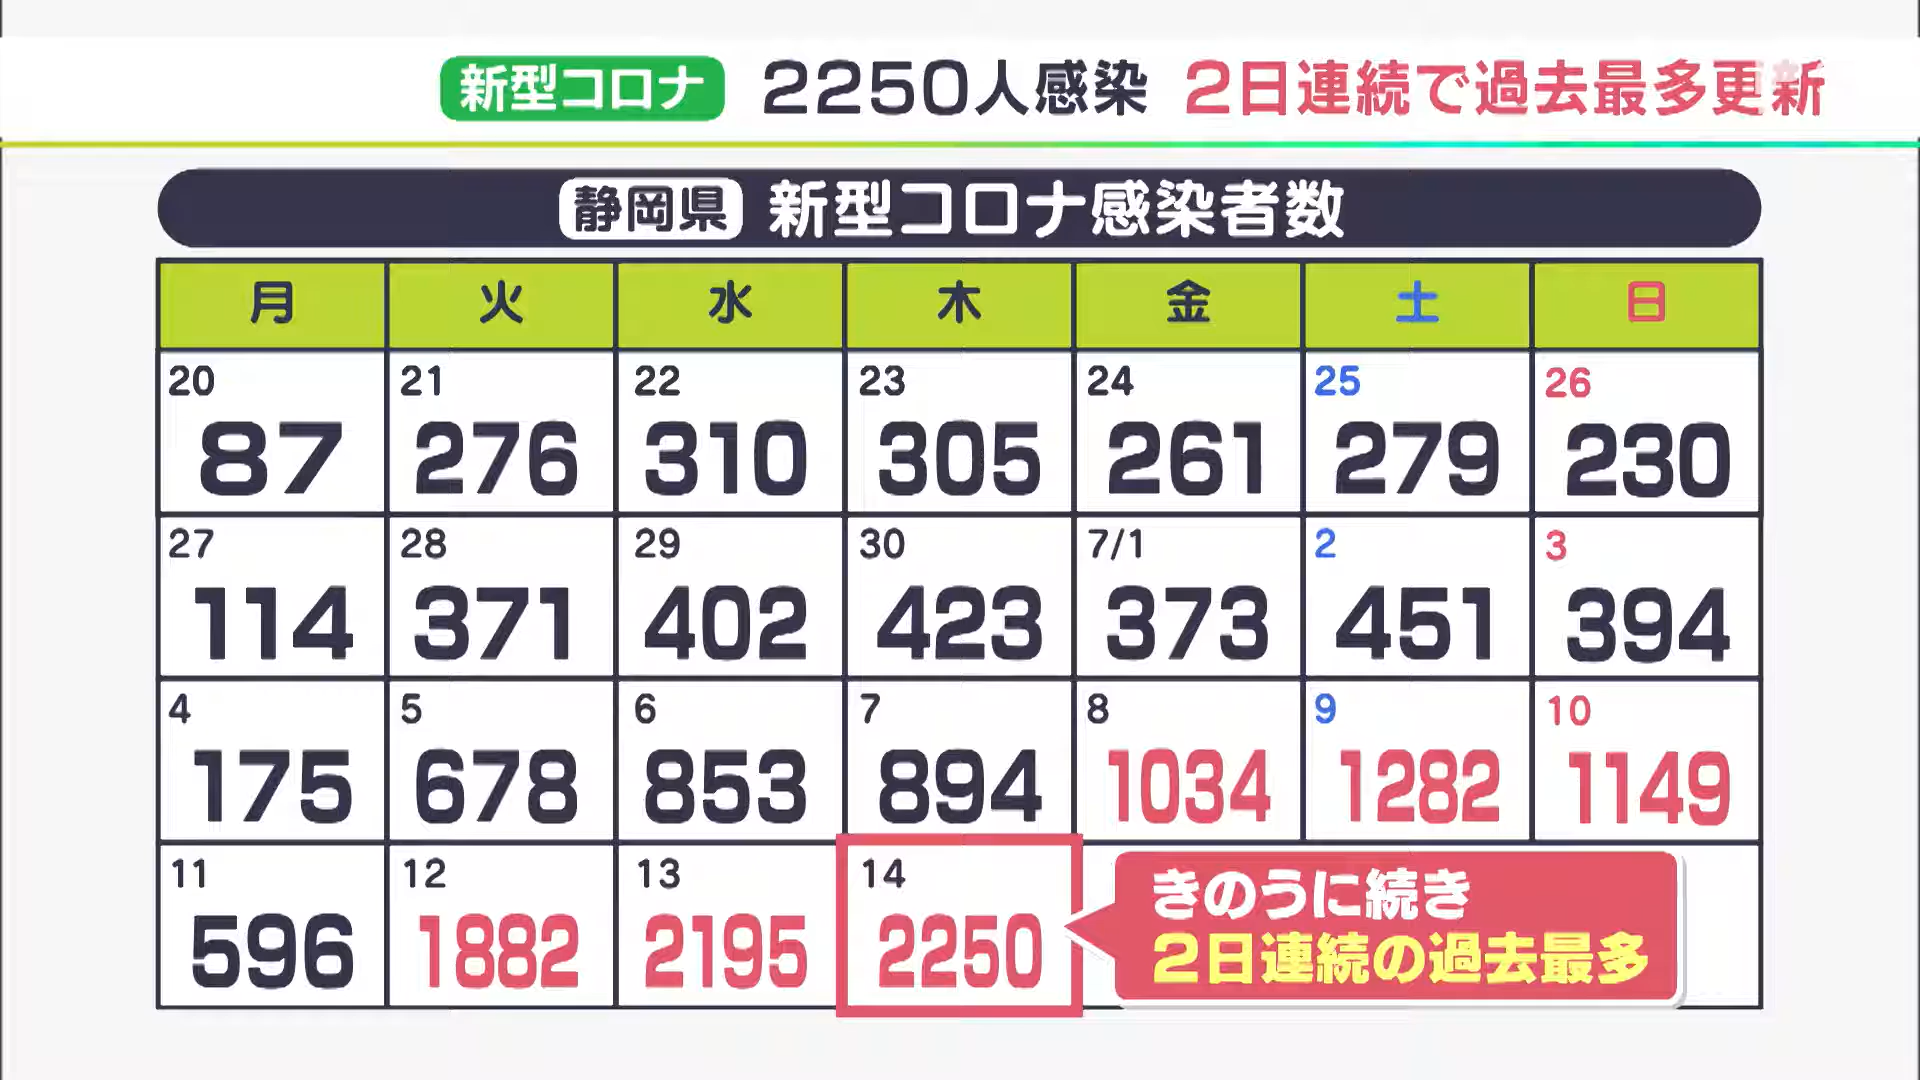 新型コロナ 2250人感染 2日連続で過去最多更新
静岡県 新型コロナ感染者数
月 火 水 木 金 土 日
20 21 22 23 24 25 26
87 276 310 305 261 279 230
27 28 29 30 7/1 2 3
114 371 402 423 373 451 394
4 5 6 7 8 9 10
175 678 853 894 1034 1282 1149
11 12 13 14
596 1882 2195 2250
きのうに続き
2日連続の過去最多